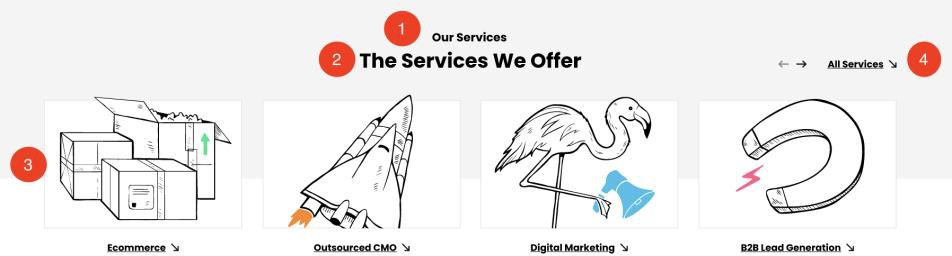 1
Our Services
2
The Services We Offer
All Services
4
3
Ecommerce
Outsourced CMO
Digital Marketing
B2B Lead Generation